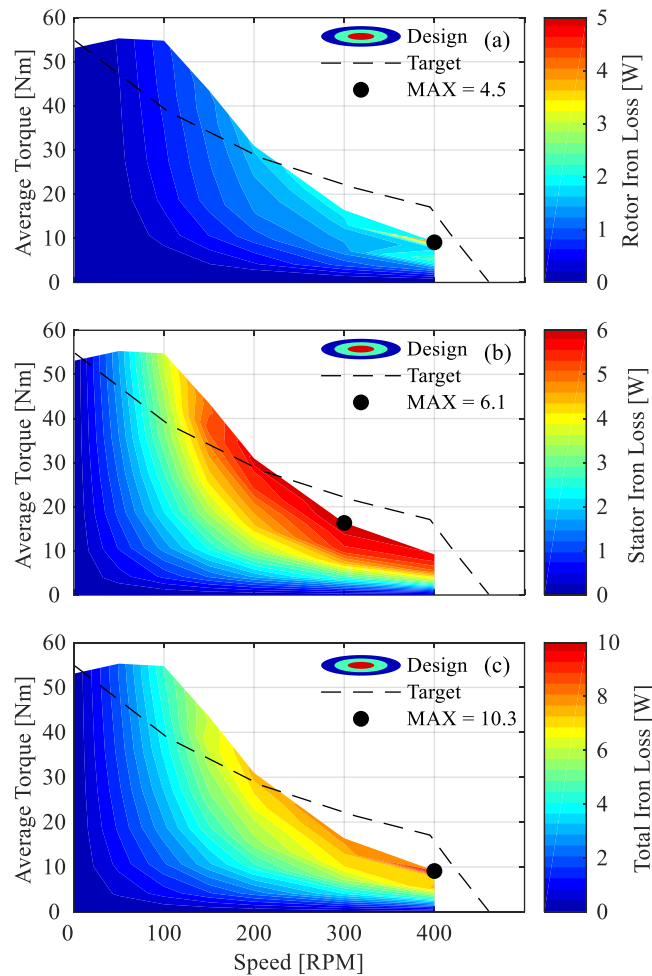 60
50
40
30
20
10
0
Average Torque [Nm]
Design
(a)
Target
MAX = 4.5
5
4
3
2
1
0
Rotor Iron Loss [W]
60
50
40
30
20
10
0
Average Torque [Nm]
Design
(b)
Target
MAX = 6.1
6
5
4
3
2
1
0
Stator Iron Loss [W]
60
50
40
30
20
10
0
Average Torque [Nm]
Design
(c)
Target
MAX = 10.3
10
8
6
4
2
0
Total Iron Loss [W]
0 100 200 300 400
Speed [RPM]